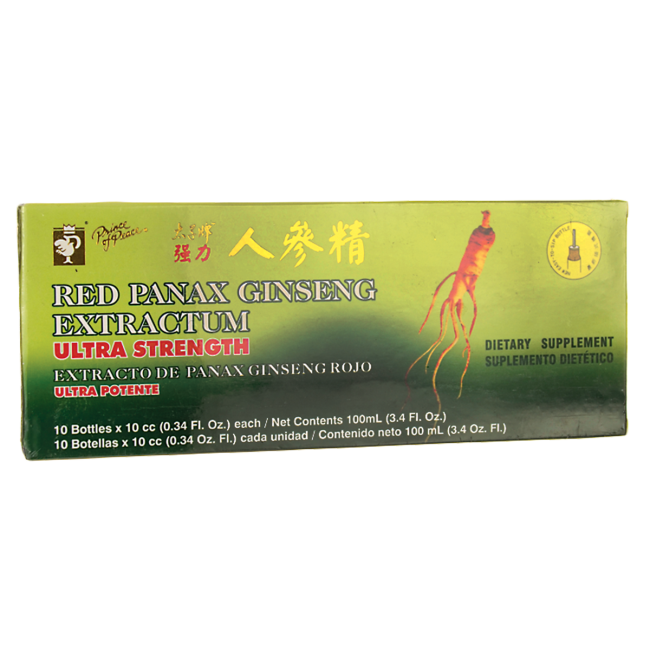 Prince
of Peace®
太子牌
强力
人參精
RED PANAX GINSENG
EXTRACTUM
ULTRA STRENGTH
EXTRACTO DE PANAX GINSENG ROJO
ULTRA POTENTE
DIETARY SUPPLEMENT
SUPLEMENTO DIETÉTICO
10 Bottles x 10 cc (0.34 Fl. Oz.) each / Net Contents 100mL (3.4 Fl. Oz.)
10 Botellas x 10 cc (0.34 Oz. Fl.) cada unidad / Contenido neto 100 mL (3.4 Oz. Fl.)